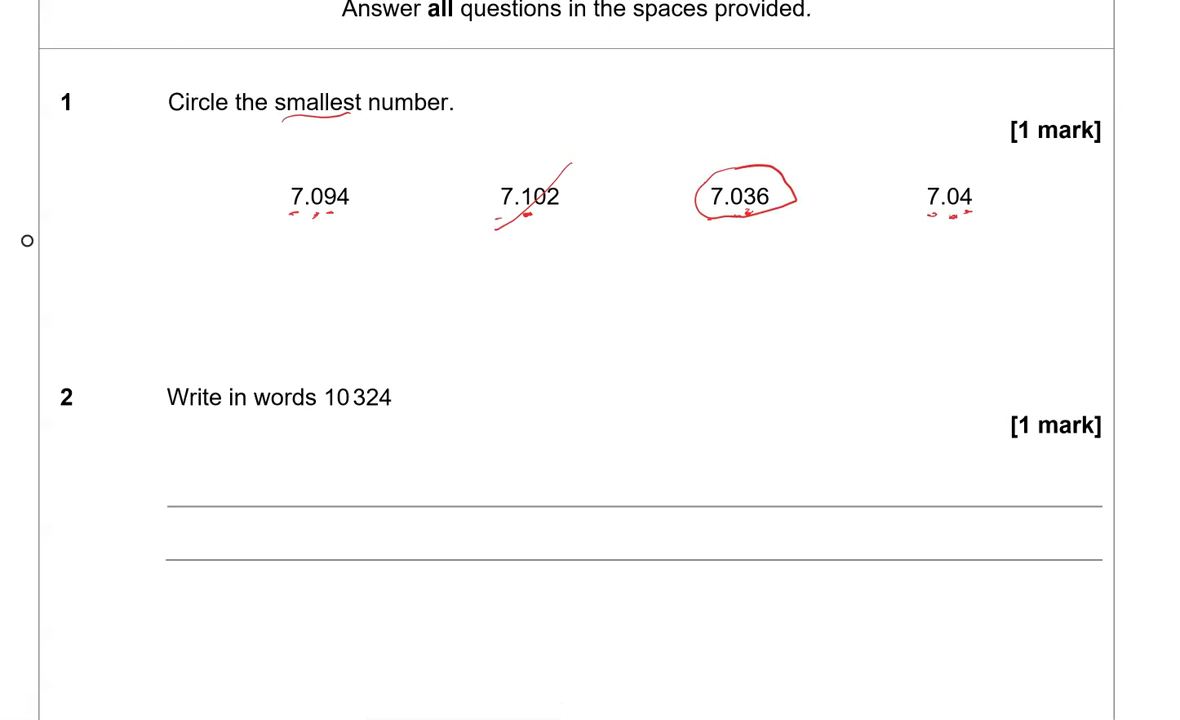 Answer all questions in the spaces provided.
1 Circle the smallest number.
[1 mark]
7.094 7.102 7.036 7.04
2 Write in words 10 324
[1 mark]